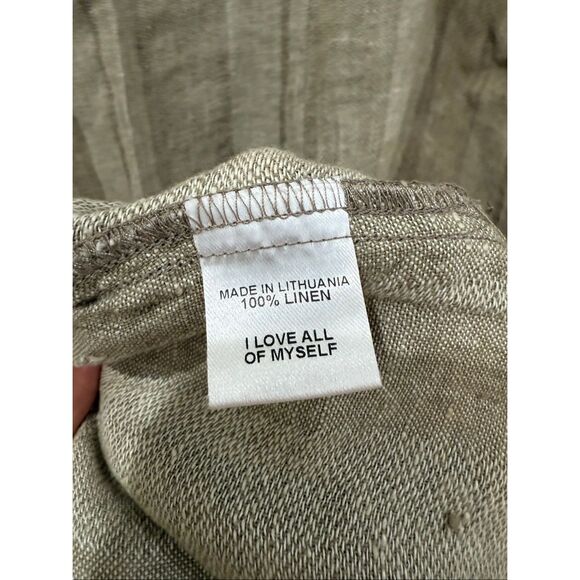 MADE IN LITHUANIA
100% LINEN
I LOVE ALL
OF MYSELF